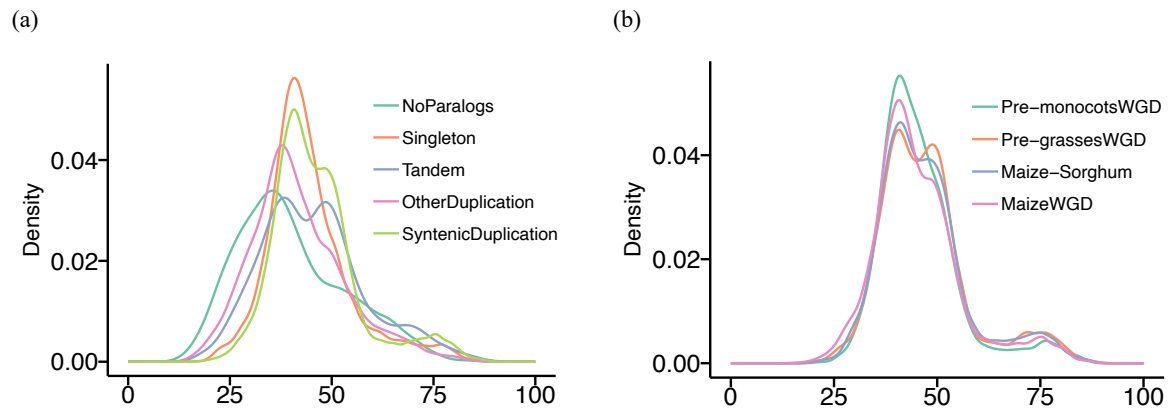 (a)
(b)
Density
0.04
0.02
0.00
0
25
50
75
100
NoParalogs
Singleton
Tandem
OtherDuplication
SyntenicDuplication
Density
0.04
0.02
0.00
0
25
50
75
100
Pre−monocotsWGD
Pre−grassesWGD
Maize−Sorghum
MaizeWGD